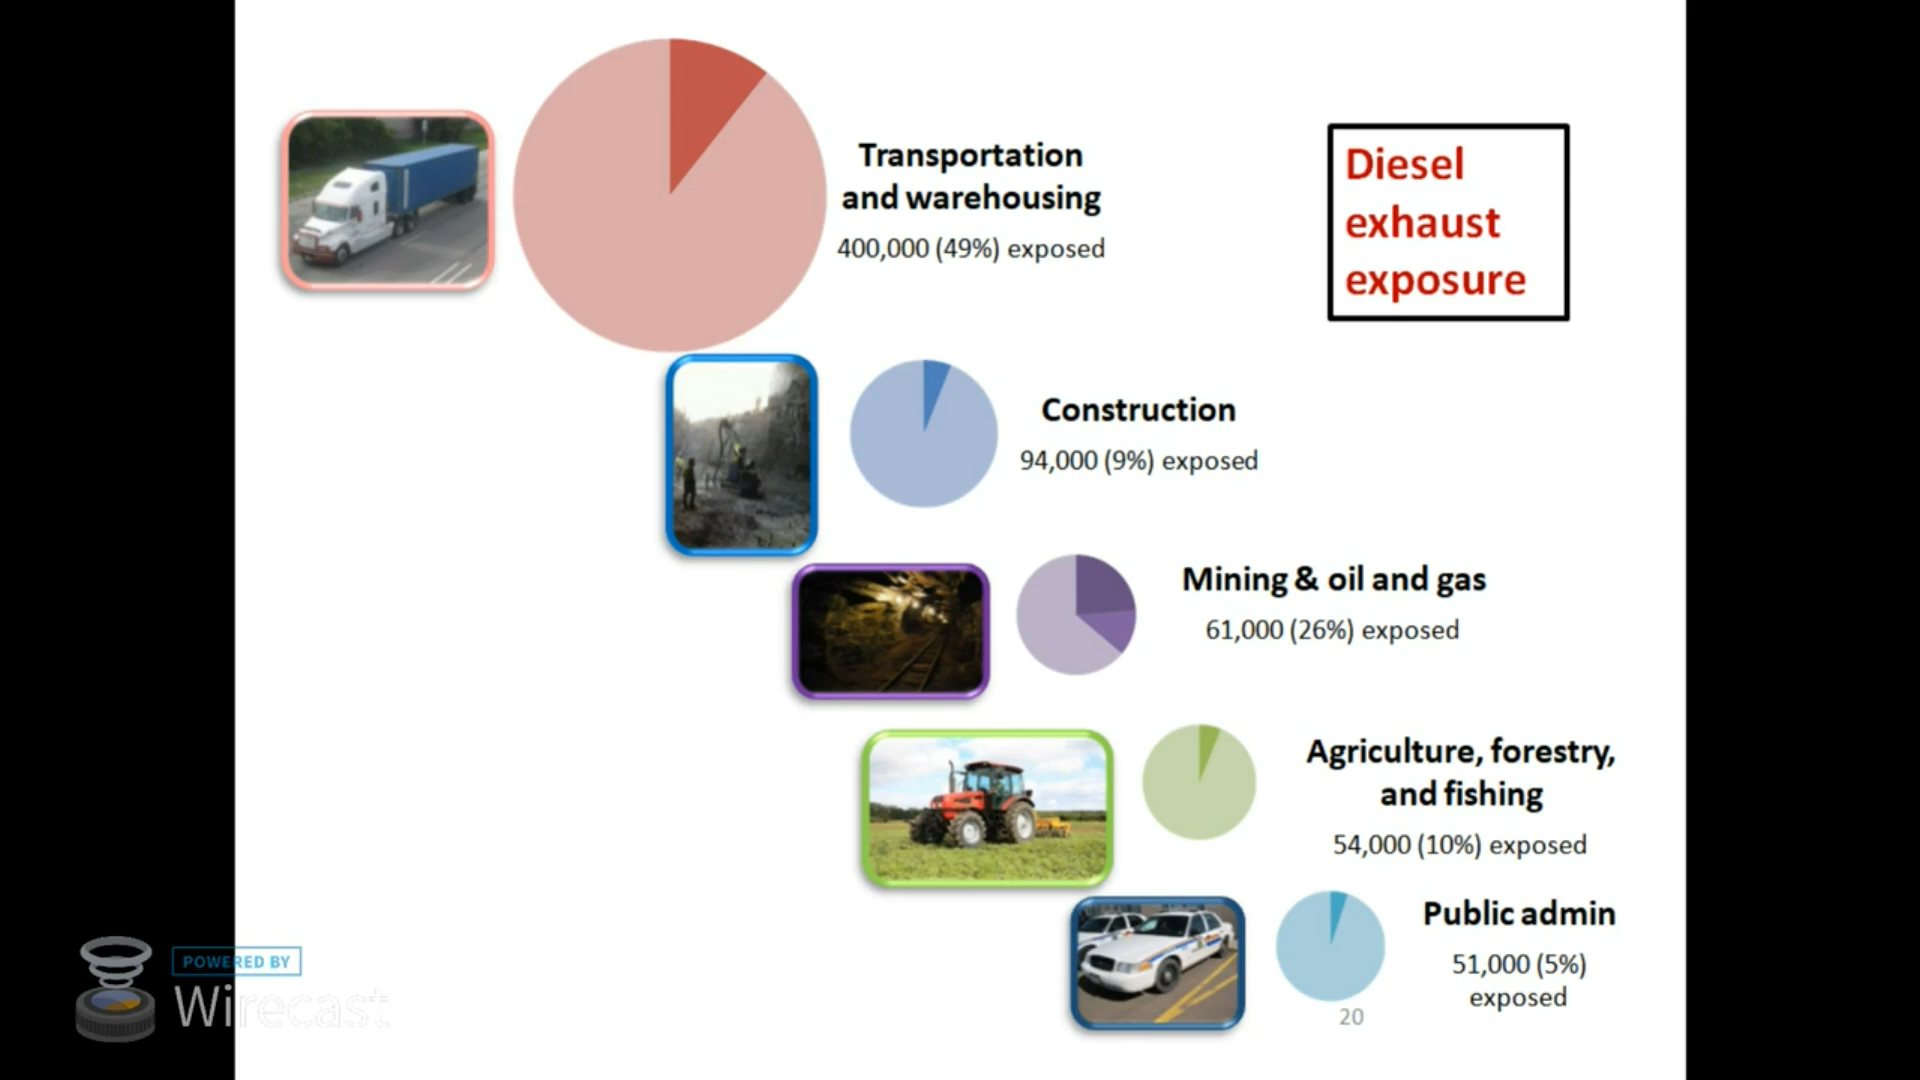 Transportation
and warehousing
400,000 (49%) exposed
Diesel
exhaust
exposure
Construction
94,000 (9%) exposed
Mining & oil and gas
61,000 (26%) exposed
Agriculture, forestry,
and fishing
54,000 (10%) exposed
Public admin
51,000 (5%)
exposed
20
POWERED BY
Wirecast